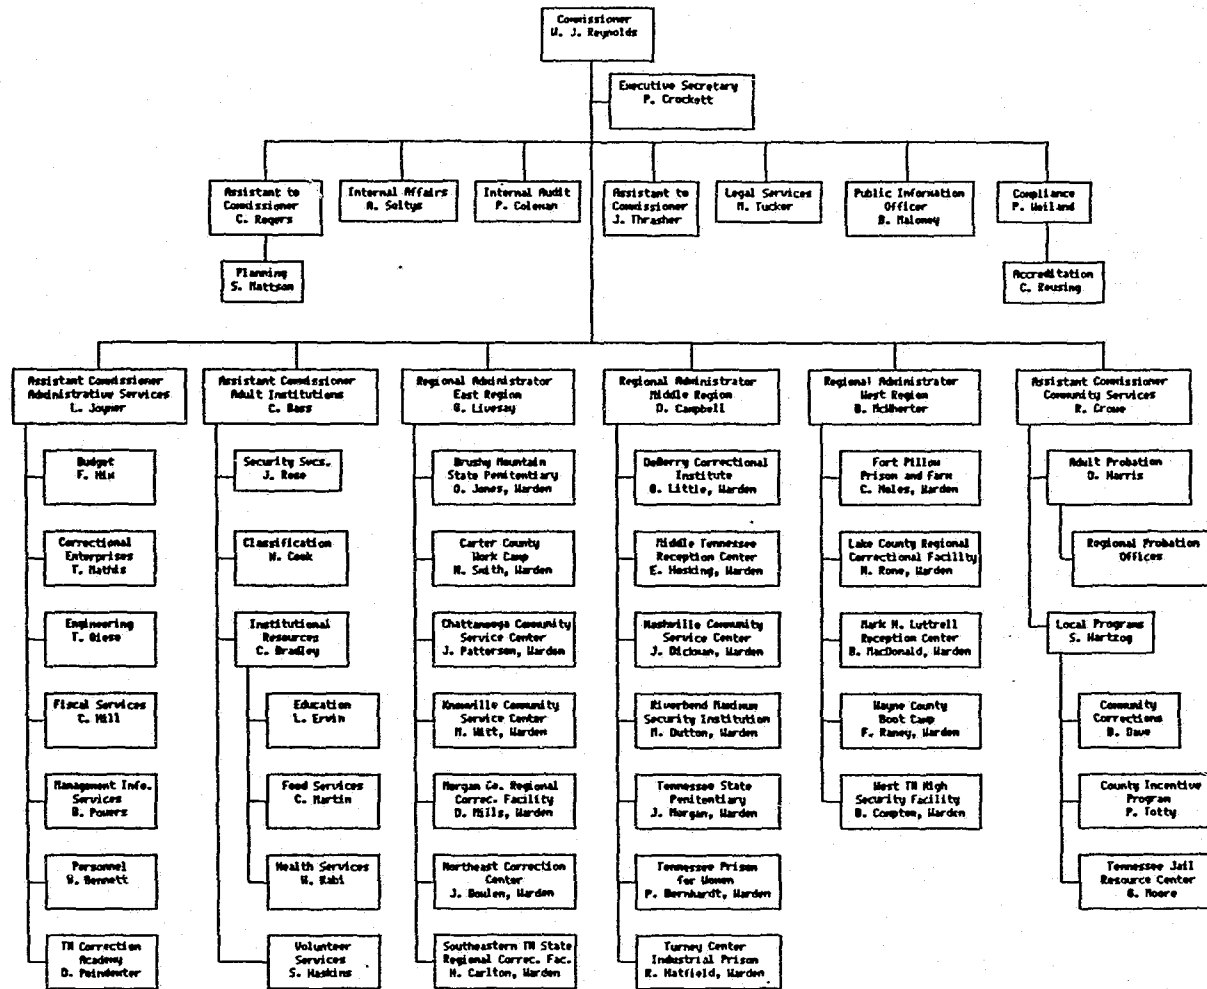 Commissioner
W. J. Reynolds
Executive Secretary
P. Crockett
Assistant to
Commissioner
C. Rogers
Internal Affairs
A. Soltys
Internal Audit
P. Coleman
Assistant to
Commissioner
J. Thrasher
Legal Services
M. Tucker
Public Information
Officer
B. Maloney
Compliance
P. Weiland
Planning
S. Mattson
Accreditation
C. Reusing
Assistant Commissioner
Administrative Services
L. Joyner
Assistant Commissioner
Adult Institutions
C. Bass
Regional Administrator
East Region
G. Livesay
Regional Administrator
Middle Region
D. Campbell
Regional Administrator
West Region
B. McWherter
Assistant Commissioner
Community Services
R. Crowe
Budget
F. Hix
Correctional
Enterprises
T. Mathis
Engineering
T. Giese
Fiscal Services
C. Hill
Management Info.
Services
B. Powers
Personnel
W. Bennett
TN Correction
Academy
D. Poindexter
Security Svcs.
J. Rose
Classification
W. Cook
Institutional
Resources
C. Bradley
Education
L. Ervin
Food Services
C. Martin
Health Services
W. Kabi
Volunteer
Services
S. Haskins
Brushy Mountain
State Penitentiary
O. Jones, Warden
Carter County
Work Camp
N. Smith, Warden
Chattanooga Community
Service Center
J. Patterson, Warden
Knoxville Community
Service Center
M. Witt, Warden
Morgan Co. Regional
Correc. Facility
D. Mills, Warden
Northeast Correction
Center
J. Boulen, Warden
Southeastern TN State
Regional Correc. Fac.
H. Carlton, Warden
DeBerry Correctional
Institute
G. Little, Warden
Middle Tennessee
Reception Center
E. Hosking, Warden
Nashville Community
Service Center
J. Dickman, Warden
Riverbend Maximum
Security Institution
M. Dutton, Warden
Tennessee State
Penitentiary
J. Morgan, Warden
Tennessee Prison
for Women
P. Bernhardt, Warden
Turney Center
Industrial Prison
R. Hatfield, Warden
Fort Pillow
Prison and Farm
C. Noles, Warden
Lake County Regional
Correctional Facility
M. Rone, Warden
Mark H. Luttrell
Reception Center
B. MacDonald, Warden
Wayne County
Boot Camp
F. Raney, Warden
West TN High
Security Facility
B. Compton, Warden
Adult Probation
D. Harris
Regional Probation
Offices
Local Programs
S. Hartzog
Community
Corrections
B. Dave
County Incentive
Program
P. Totty
Tennessee Jail
Resource Center
G. Moore